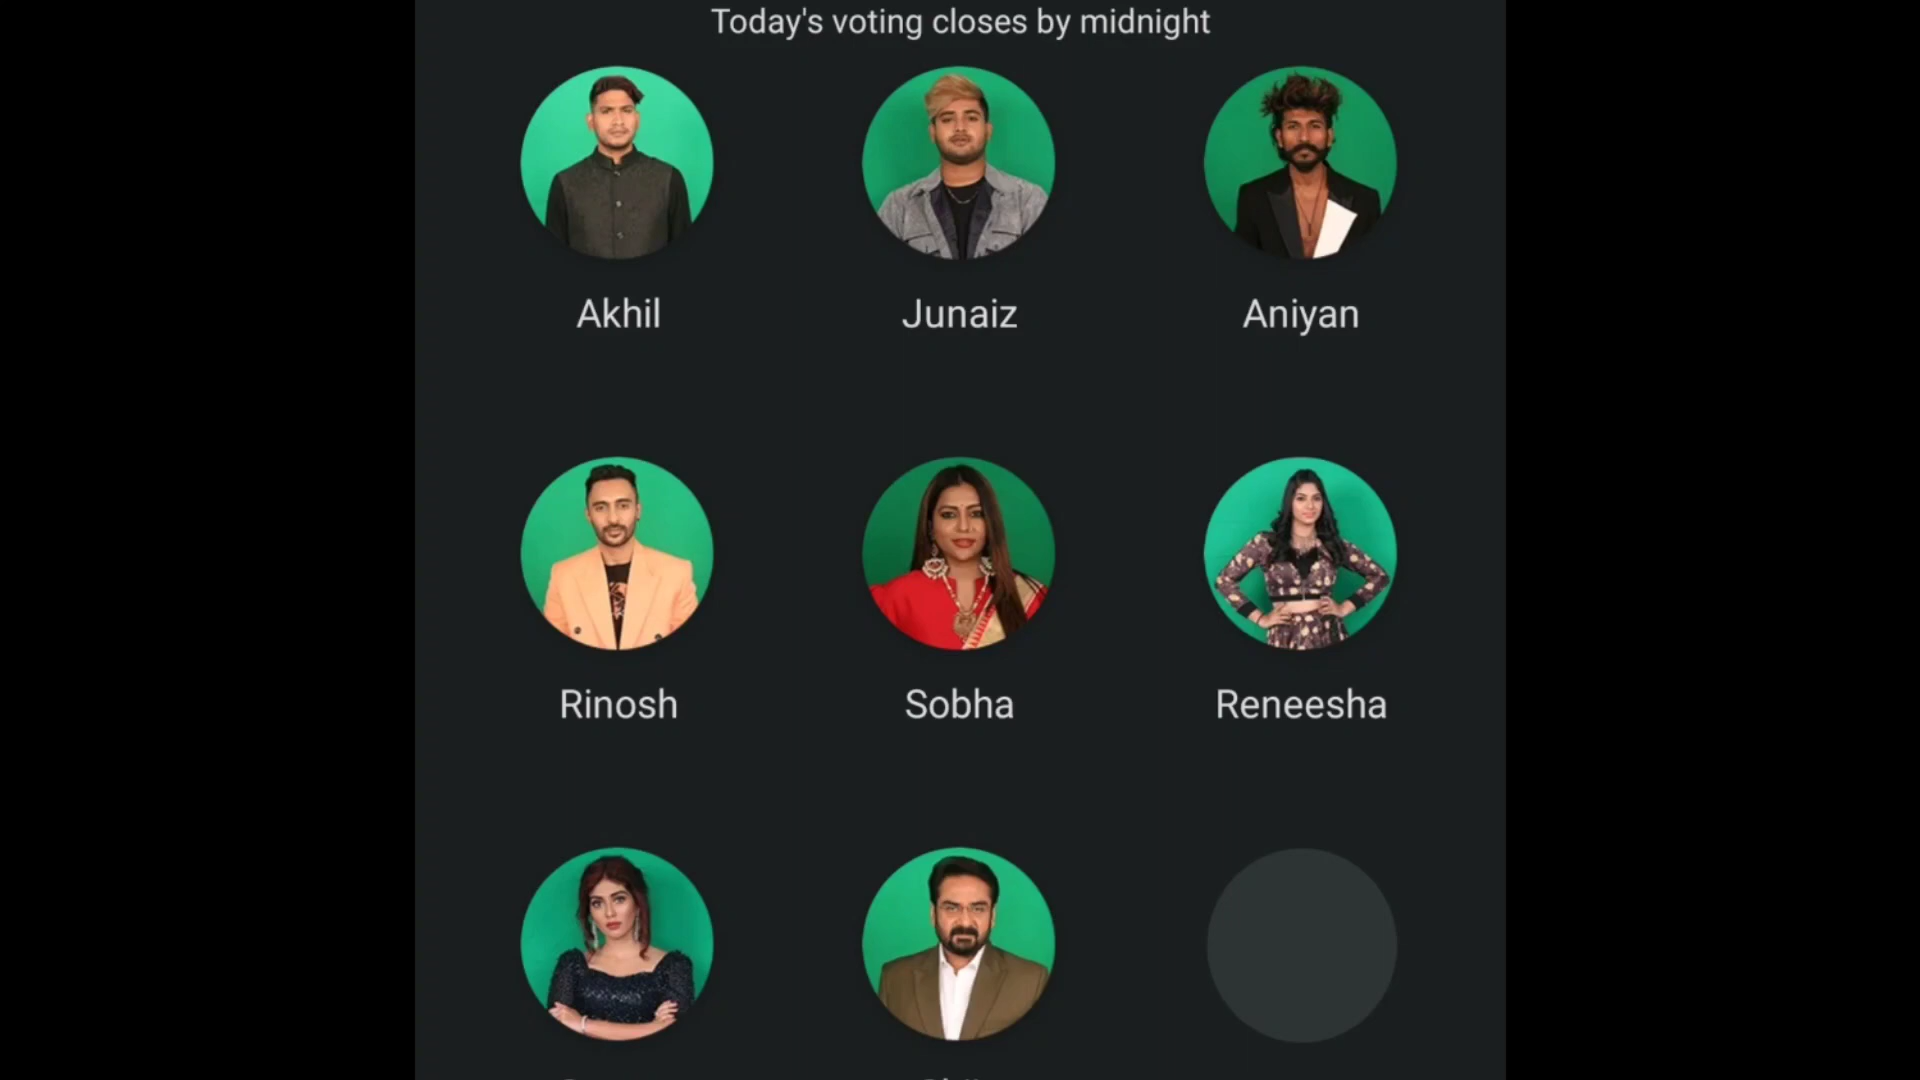 Today's voting closes by midnight
Akhil
Junaiz
Aniyan
Rinosh
Sobha
Reneesha